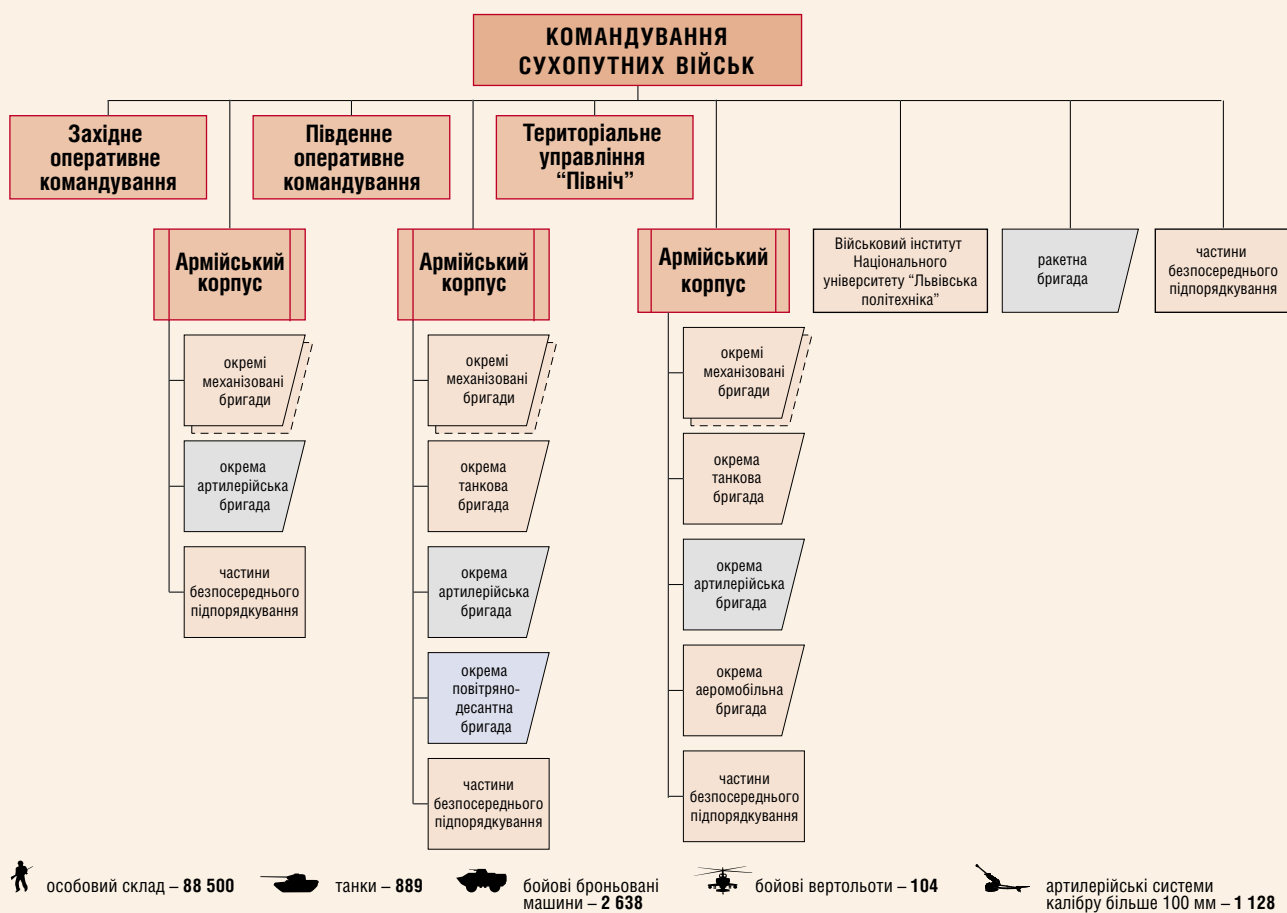 КОМАНДУВАННЯ
СУХОПУТНИХ ВІЙСЬК
Західне
оперативне
командування
Південне
оперативне
командування
Територіальне
управління
“Північ”
Армійський
корпус
Армійський
корпус
Армійський
корпус
Військовий інститут
Національного
університету “Львівська
політехніка”
ракетна
бригада
частини
безпосереднього
підпорядкування
окремі
механізовані
бригади
окрема
артилерійська
бригада
частини
безпосереднього
підпорядкування
окремі
механізовані
бригади
окрема
танкова
бригада
окрема
артилерійська
бригада
окрема
повітряно-
десантна
бригада
частини
безпосереднього
підпорядкування
окремі
механізовані
бригади
окрема
танкова
бригада
окрема
артилерійська
бригада
окрема
аеромобільна
бригада
частини
безпосереднього
підпорядкування
особовий склад – 88 500
танки – 889
бойові броньовані
машини – 2 638
бойові вертольоти – 104
артилерійські системи
калібру більше 100 мм – 1 128